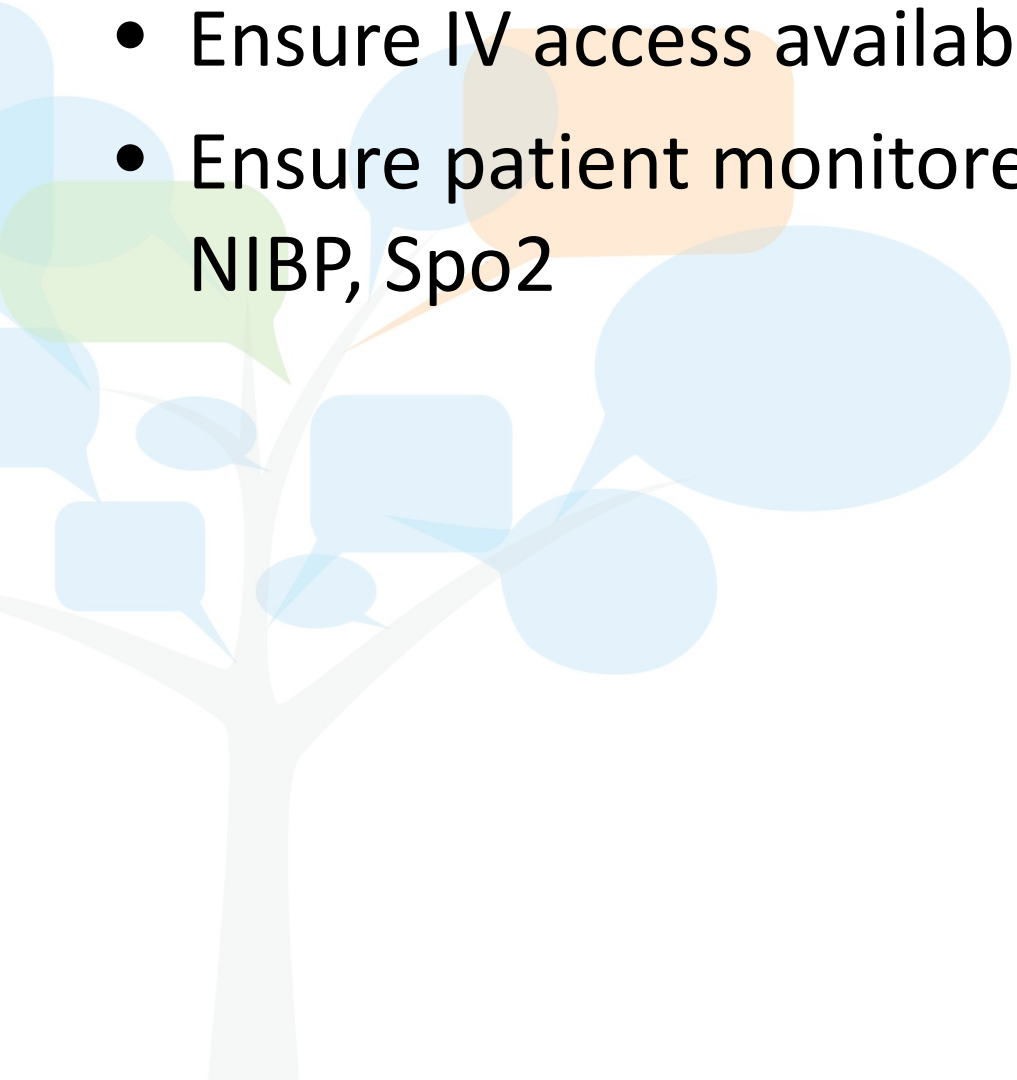 • Ensure IV access availab
• Ensure patient monitore
NIBP, Spo2